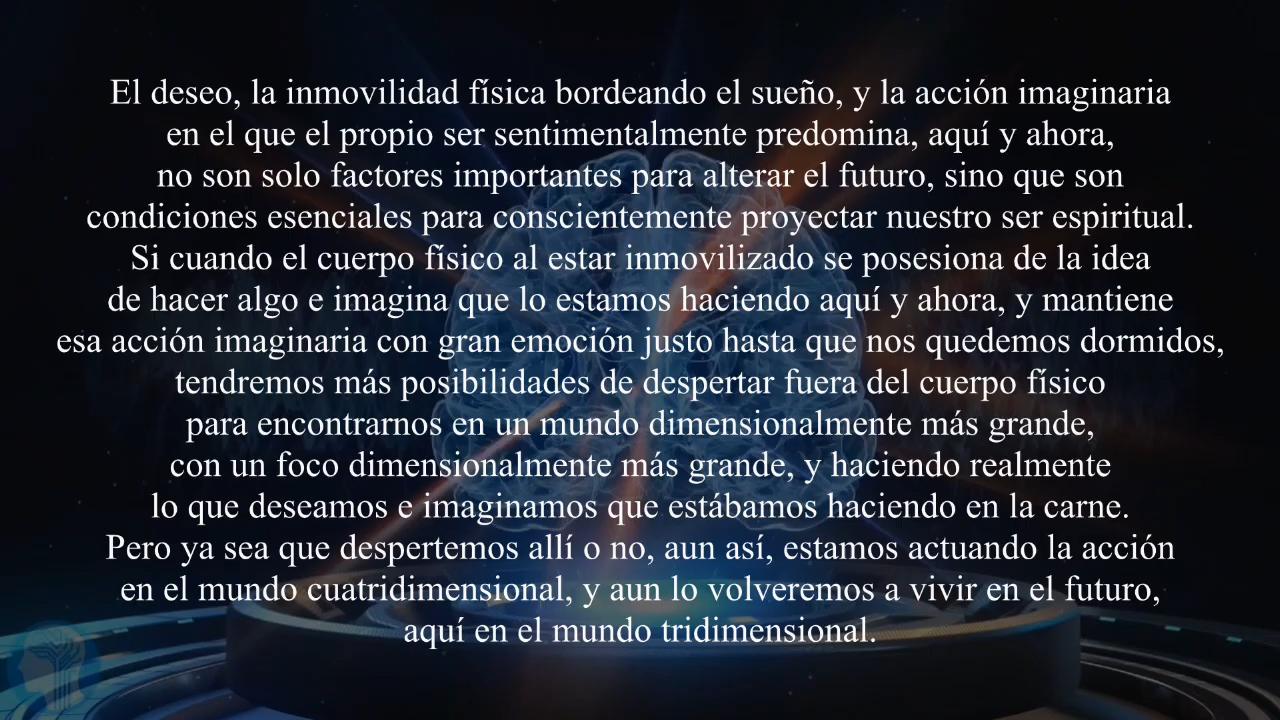 El deseo, la inmovilidad física bordeando el sueño, y la acción imaginaria
en el que el propio ser sentimentalmente predomina, aquí y ahora,
no son solo factores importantes para alterar el futuro, sino que son
condiciones esenciales para conscientemente proyectar nuestro ser espiritual.
Si cuando el cuerpo físico al estar inmovilizado se posesiona de la idea
de hacer algo e imagina que lo estamos haciendo aquí y ahora, y mantiene
esa acción imaginaria con gran emoción justo hasta que nos quedemos dormidos,
tendremos más posibilidades de despertar fuera del cuerpo físico
para encontrarnos en un mundo dimensionalmente más grande,
con un foco dimensionalmente más grande, y haciendo realmente
lo que deseamos e imaginamos que estábamos haciendo en la carne.
Pero ya sea que despertemos allí o no, aun así, estamos actuando la acción
en el mundo cuatridimensional, y aun lo volveremos a vivir en el futuro,
aquí en el mundo tridimensional.